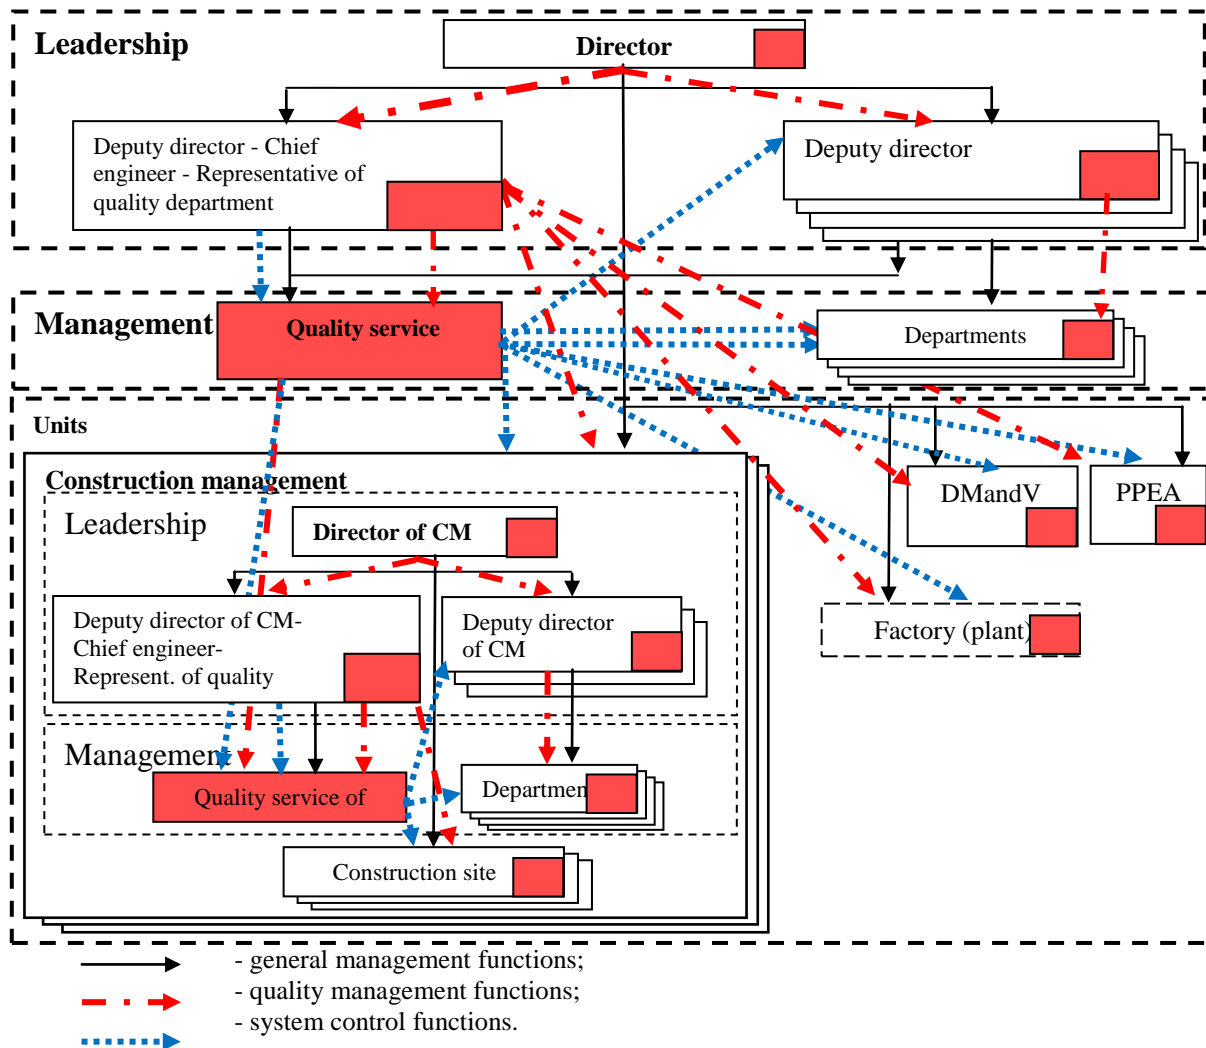 Leadership
Director
Deputy director - Chief
engineer - Representative of
quality department
Deputy director
Management
Quality service
Departments
Units
Construction management
Leadership
Director of CM
DMandV
PPEA
Deputy director of CM-
Chief engineer-
Represent. of quality
Deputy director
of CM
Factory (plant)
Management
Quality service of
Departmen
Construction site
- general management functions;
- quality management functions;
- system control functions.